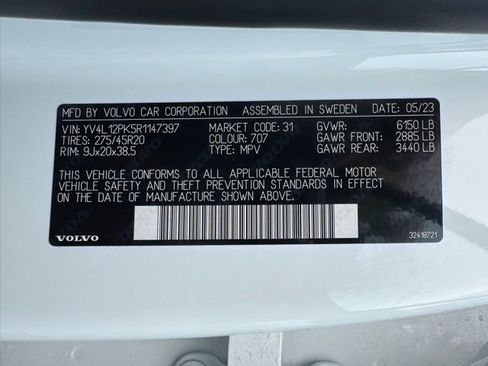 MFD BY VOLVO CAR CORPORATION ASSEMBLED IN SWEDEN DATE: 05/23
VIN: YV4L12PK5R1147397 MARKET CODE: 31 GVWR: 6150 LB
TIRES: 275/45R20 COLOUR: 707 GAWR FRONT: 2885 LB
RIM: 9Jx20x38.5 TYPE: MPV GAWR REAR: 3440 LB
THIS VEHICLE CONFORMS TO ALL APPLICABLE FEDERAL MOTOR
VEHICLE SAFETY AND THEFT PREVENTION STANDARDS IN EFFECT
ON THE DATE OF MANUFACTURE SHOWN ABOVE.
VOLVO 32418721